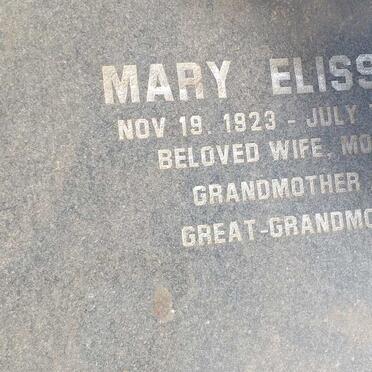 MARY ELISS
NOV 19, 1923 - JULY
BELOVED WIFE, MO
GRANDMOTHER
GREAT-GRANDMO